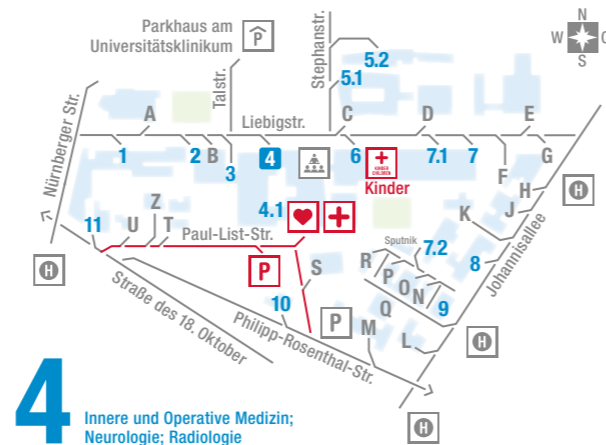 Parkhaus am
Universitätsklinikum
P
N
W O
S
Stephanstr.
5.2
5.1
Talstr.
Nürnberger Str.
A
Liebigstr.
C
D
E
1
2
B
3
4
6
KINDER
CHILDREN
Kinder
7.1
7
F
G
H
H
J
K
Johannisallee
4.1
Z
11
U
T
Paul-List-Str.
Sputnik
7.2
R
P
O
N
8
9
Q
H
P
S
10
P
M
L
H
Straße des 18. Oktober
Philipp-Rosenthal-Str.
H
4
Innere und Operative Medizin;
Neurologie; Radiologie